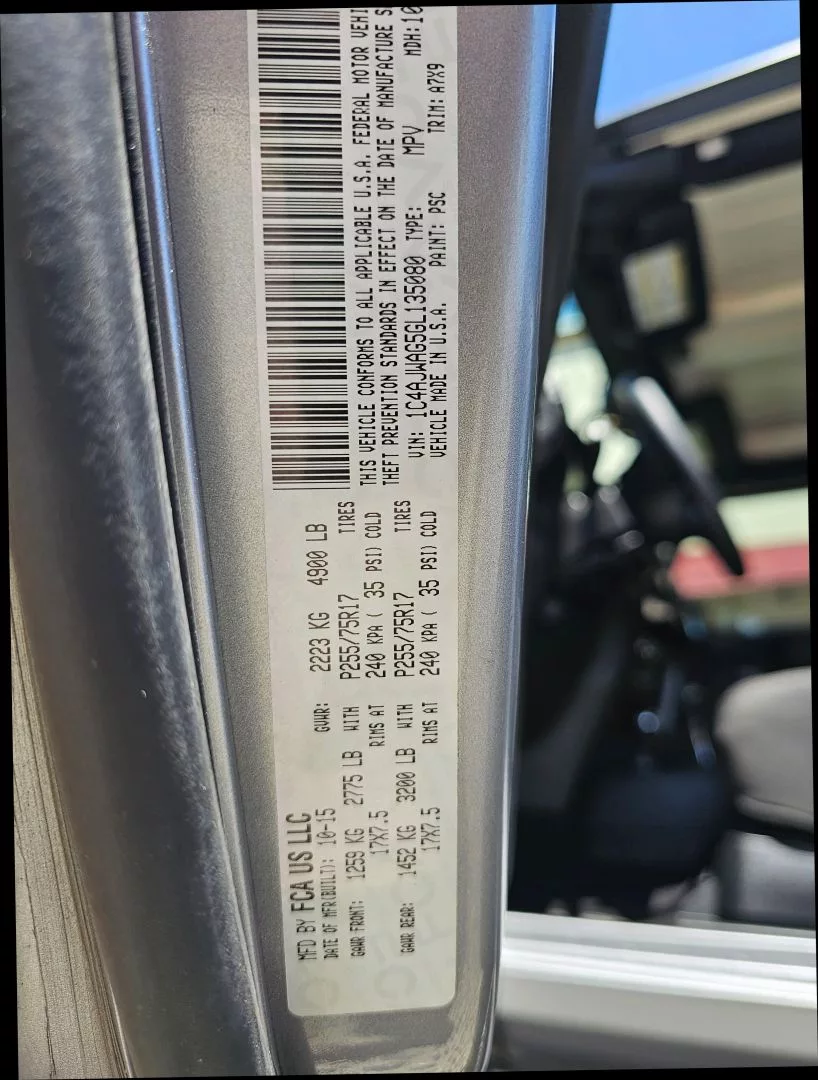 MFD BY FCA US LLC
DATE OF MFR(BUILT): 10-15 GVWR: 2223 KG 4900 LB
GAWR FRONT: 1259 KG 2775 LB WITH P255/75R17 TIRES
17X7.5 RIMS AT 240 KPA ( 35 PSI) COLD
GAWR REAR: 1452 KG 3200 LB WITH P255/75R17 TIRES
17X7.5 RIMS AT 240 KPA ( 35 PSI) COLD
THIS VEHICLE CONFORMS TO ALL APPLICABLE U.S.A. FEDERAL MOTOR VEHI
THEFT PREVENTION STANDARDS IN EFFECT ON THE DATE OF MANUFACTURE S
VIN: 1C4AJWAG5GL135080 TYPE: MPV MDH:10
VEHICLE MADE IN U.S.A. PAINT: PSC TRIM: A7X9